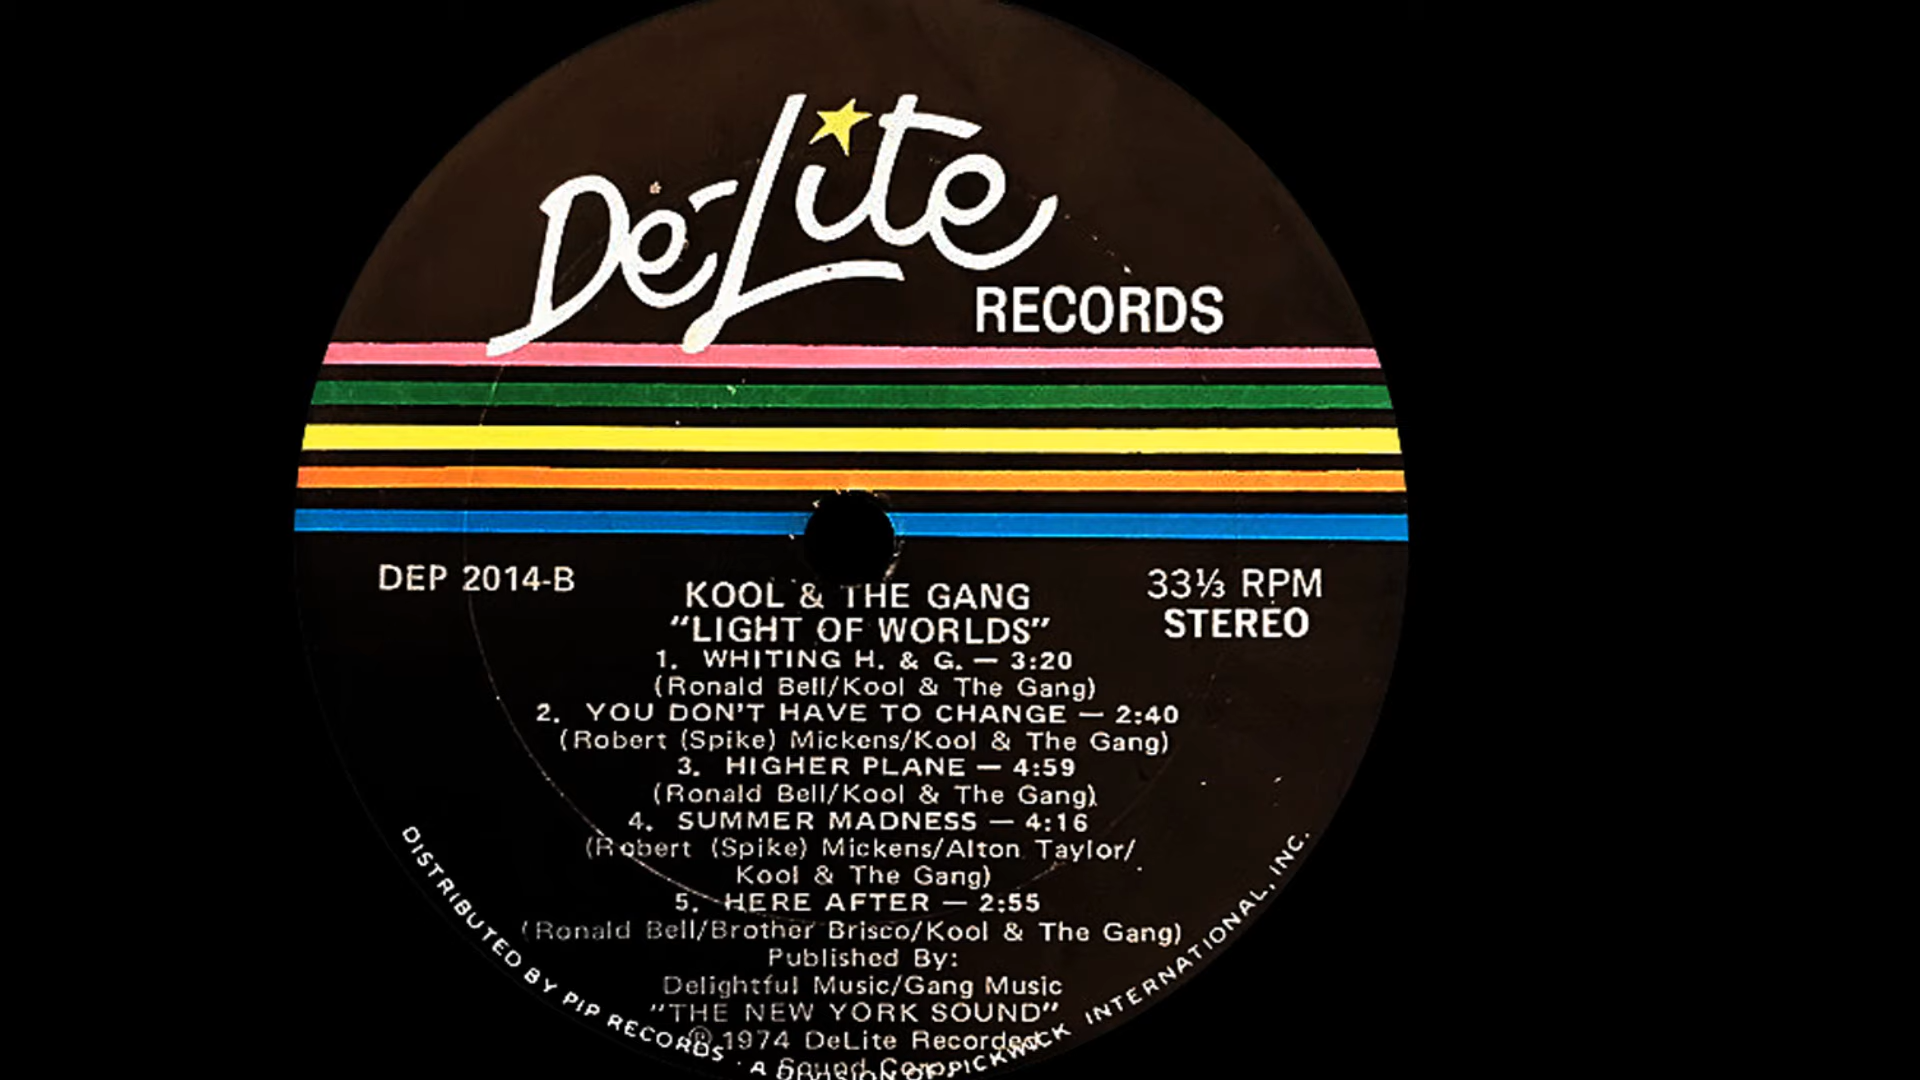 De-Lite
RECORDS
DEP 2014-B
33⅓ RPM
STEREO
KOOL & THE GANG
"LIGHT OF WORLDS"
1. WHITING H. & G. — 3:20
(Ronald Bell/Kool & The Gang)
2. YOU DON'T HAVE TO CHANGE — 2:40
(Robert (Spike) Mickens/Kool & The Gang)
3. HIGHER PLANE — 4:59
(Ronald Bell/Kool & The Gang)
4. SUMMER MADNESS — 4:16
(Robert (Spike) Mickens/Alton Taylor/
Kool & The Gang)
5. HERE AFTER — 2:55
(Ronald Bell/Brother Brisco/Kool & The Gang)
Published By:
Delightful Music/Gang Music
"THE NEW YORK SOUND"
℗ 1974 DeLite Recorded
Sound Corp.
DISTRIBUTED BY PIP RECORDS · A DIVISION OF PICKWICK INTERNATIONAL, INC.